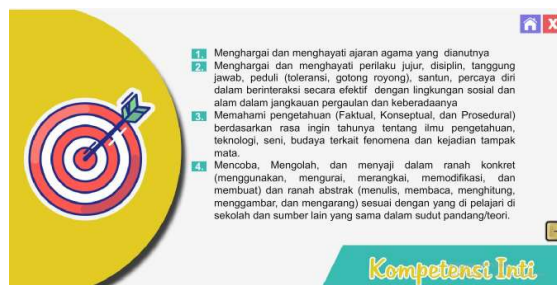 X
1. Menghargai dan menghayati ajaran agama yang dianutnya
2. Menghargai dan menghayati perilaku jujur, disiplin, tanggung
jawab, peduli (toleransi, gotong royong), santun, percaya diri
dalam berinteraksi secara efektif dengan lingkungan sosial dan
alam dalam jangkauan pergaulan dan keberadaanya
3. Memahami pengetahuan (Faktual, Konseptual, dan Prosedural)
berdasarkan rasa ingin tahunya tentang ilmu pengetahuan,
teknologi, seni, budaya terkait fenomena dan kejadian tampak
mata.
4. Mencoba, Mengolah, dan menyaji dalam ranah konkret
(menggunakan, mengurai, merangkai, memodifikasi, dan
membuat) dan ranah abstrak (menulis, membaca, menghitung,
menggambar, dan mengarang) sesuai dengan yang di pelajari di
sekolah dan sumber lain yang sama dalam sudut pandang/teori.
Kompetensi Inti